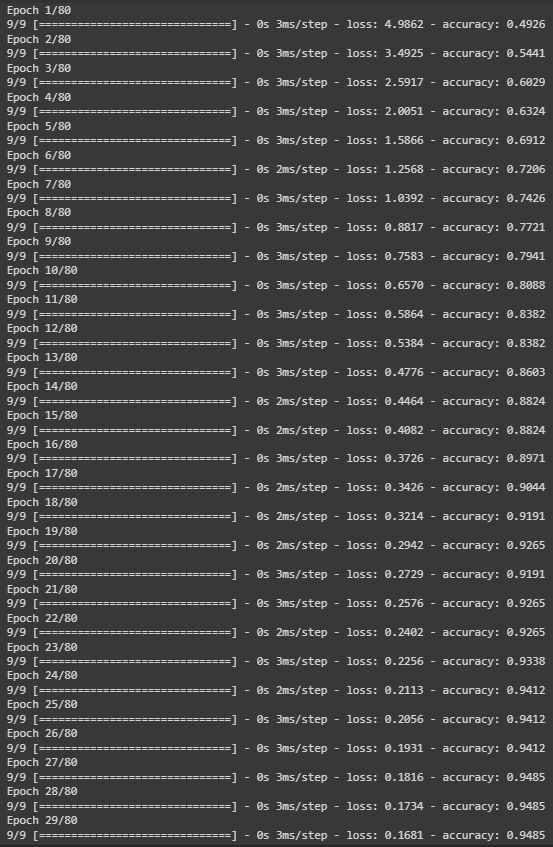 Epoch 1/80
9/9 [==============================] - 0s 3ms/step - loss: 4.9862 - accuracy: 0.4926
Epoch 2/80
9/9 [==============================] - 0s 3ms/step - loss: 3.4925 - accuracy: 0.5441
Epoch 3/80
9/9 [==============================] - 0s 3ms/step - loss: 2.5917 - accuracy: 0.6029
Epoch 4/80
9/9 [==============================] - 0s 3ms/step - loss: 2.0051 - accuracy: 0.6324
Epoch 5/80
9/9 [==============================] - 0s 3ms/step - loss: 1.5866 - accuracy: 0.6912
Epoch 6/80
9/9 [==============================] - 0s 2ms/step - loss: 1.2568 - accuracy: 0.7206
Epoch 7/80
9/9 [==============================] - 0s 3ms/step - loss: 1.0392 - accuracy: 0.7426
Epoch 8/80
9/9 [==============================] - 0s 3ms/step - loss: 0.8817 - accuracy: 0.7721
Epoch 9/80
9/9 [==============================] - 0s 3ms/step - loss: 0.7583 - accuracy: 0.7941
Epoch 10/80
9/9 [==============================] - 0s 3ms/step - loss: 0.6570 - accuracy: 0.8088
Epoch 11/80
9/9 [==============================] - 0s 3ms/step - loss: 0.5864 - accuracy: 0.8382
Epoch 12/80
9/9 [==============================] - 0s 3ms/step - loss: 0.5384 - accuracy: 0.8382
Epoch 13/80
9/9 [==============================] - 0s 3ms/step - loss: 0.4776 - accuracy: 0.8603
Epoch 14/80
9/9 [==============================] - 0s 2ms/step - loss: 0.4464 - accuracy: 0.8824
Epoch 15/80
9/9 [==============================] - 0s 2ms/step - loss: 0.4082 - accuracy: 0.8824
Epoch 16/80
9/9 [==============================] - 0s 3ms/step - loss: 0.3726 - accuracy: 0.8971
Epoch 17/80
9/9 [==============================] - 0s 2ms/step - loss: 0.3426 - accuracy: 0.9044
Epoch 18/80
9/9 [==============================] - 0s 2ms/step - loss: 0.3214 - accuracy: 0.9191
Epoch 19/80
9/9 [==============================] - 0s 2ms/step - loss: 0.2942 - accuracy: 0.9265
Epoch 20/80
9/9 [==============================] - 0s 3ms/step - loss: 0.2729 - accuracy: 0.9191
Epoch 21/80
9/9 [==============================] - 0s 3ms/step - loss: 0.2576 - accuracy: 0.9265
Epoch 22/80
9/9 [==============================] - 0s 2ms/step - loss: 0.2402 - accuracy: 0.9265
Epoch 23/80
9/9 [==============================] - 0s 3ms/step - loss: 0.2256 - accuracy: 0.9338
Epoch 24/80
9/9 [==============================] - 0s 2ms/step - loss: 0.2113 - accuracy: 0.9412
Epoch 25/80
9/9 [==============================] - 0s 3ms/step - loss: 0.2056 - accuracy: 0.9412
Epoch 26/80
9/9 [==============================] - 0s 3ms/step - loss: 0.1931 - accuracy: 0.9412
Epoch 27/80
9/9 [==============================] - 0s 3ms/step - loss: 0.1816 - accuracy: 0.9485
Epoch 28/80
9/9 [==============================] - 0s 3ms/step - loss: 0.1734 - accuracy: 0.9485
Epoch 29/80
9/9 [==============================] - 0s 3ms/step - loss: 0.1681 - accuracy: 0.9485